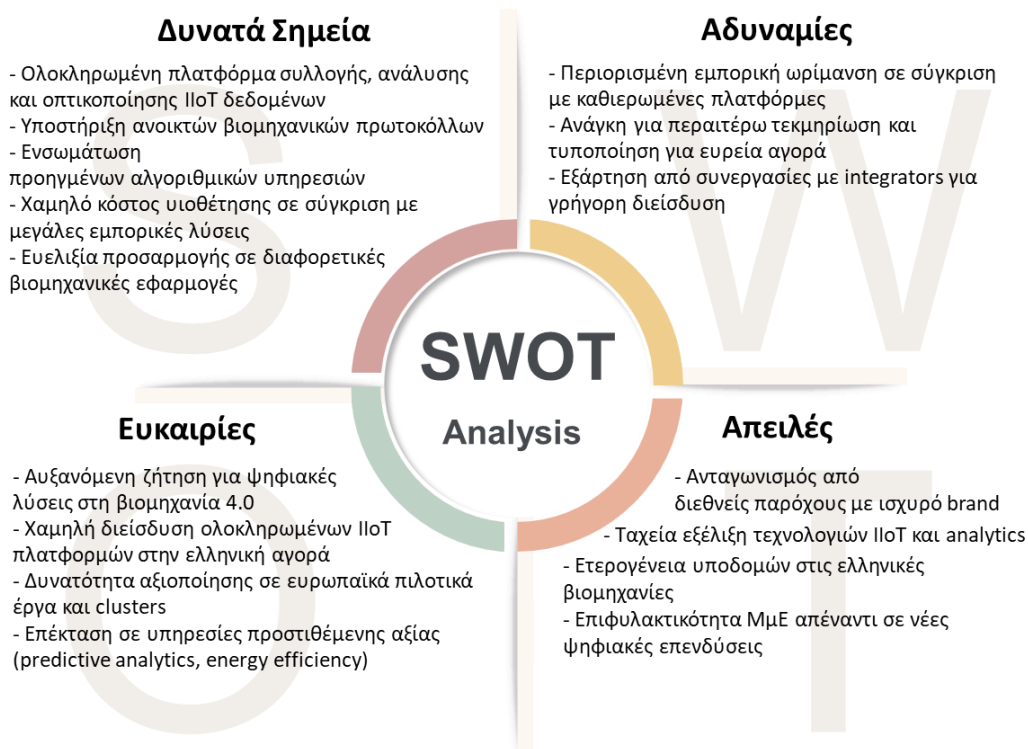 Δυνατά Σημεία
- Ολοκληρωμένη πλατφόρμα συλλογής, ανάλυσης
και οπτικοποίησης IIoT δεδομένων
- Υποστήριξη ανοικτών βιομηχανικών πρωτοκόλλων
- Ενσωμάτωση
προηγμένων αλγοριθμικών υπηρεσιών
- Χαμηλό κόστος υιοθέτησης σε σύγκριση με
μεγάλες εμπορικές λύσεις
- Ευελιξία προσαρμογής σε διαφορετικές
βιομηχανικές εφαρμογές
S
Αδυναμίες
- Περιορισμένη εμπορική ωρίμανση σε σύγκριση
με καθιερωμένες πλατφόρμες
- Ανάγκη για περαιτέρω τεκμηρίωση και
τυποποίηση για ευρεία αγορά
- Εξάρτηση από συνεργασίες με integrators για
γρήγορη διείσδυση
W
SWOT
Analysis
Ευκαιρίες
- Αυξανόμενη ζήτηση για ψηφιακές
λύσεις στη βιομηχανία 4.0
- Χαμηλή διείσδυση ολοκληρωμένων IIoT
πλατφορμών στην ελληνική αγορά
- Δυνατότητα αξιοποίησης σε ευρωπαϊκά πιλοτικά
έργα και clusters
- Επέκταση σε υπηρεσίες προστιθέμενης αξίας
(predictive analytics, energy efficiency)
O
Απειλές
- Ανταγωνισμός από
διεθνείς παρόχους με ισχυρό brand
- Ταχεία εξέλιξη τεχνολογιών IIoT και analytics
- Ετερογένεια υποδομών στις ελληνικές
βιομηχανίες
- Επιφυλακτικότητα ΜμΕ απέναντι σε νέες
ψηφιακές επενδύσεις
T